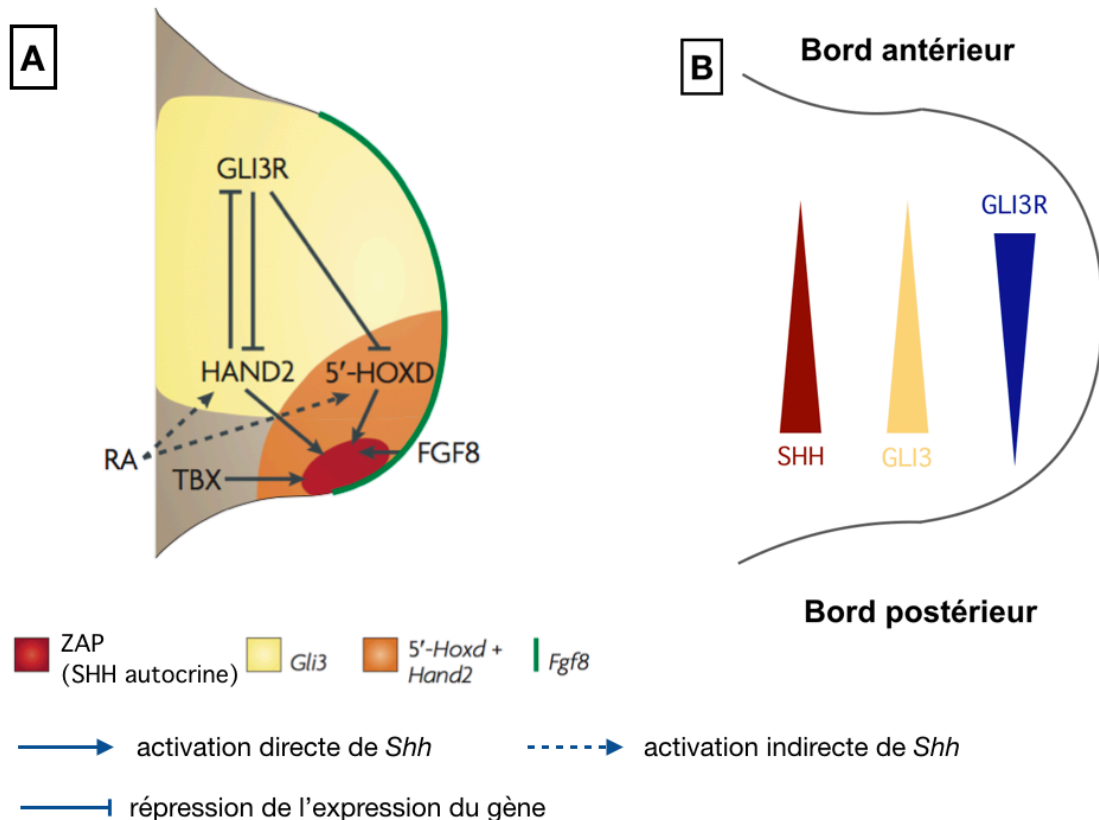 A
GLI3R
HAND2 5′-HOXD
RA
TBX
FGF8
B
Bord antérieur
GLI3R
SHH
GLI3
Bord postérieur
ZAP
(SHH autocrine)
Gli3
5′-Hoxd +
Hand2
Fgf8
activation directe de Shh
activation indirecte de Shh
répression de l’expression du gène